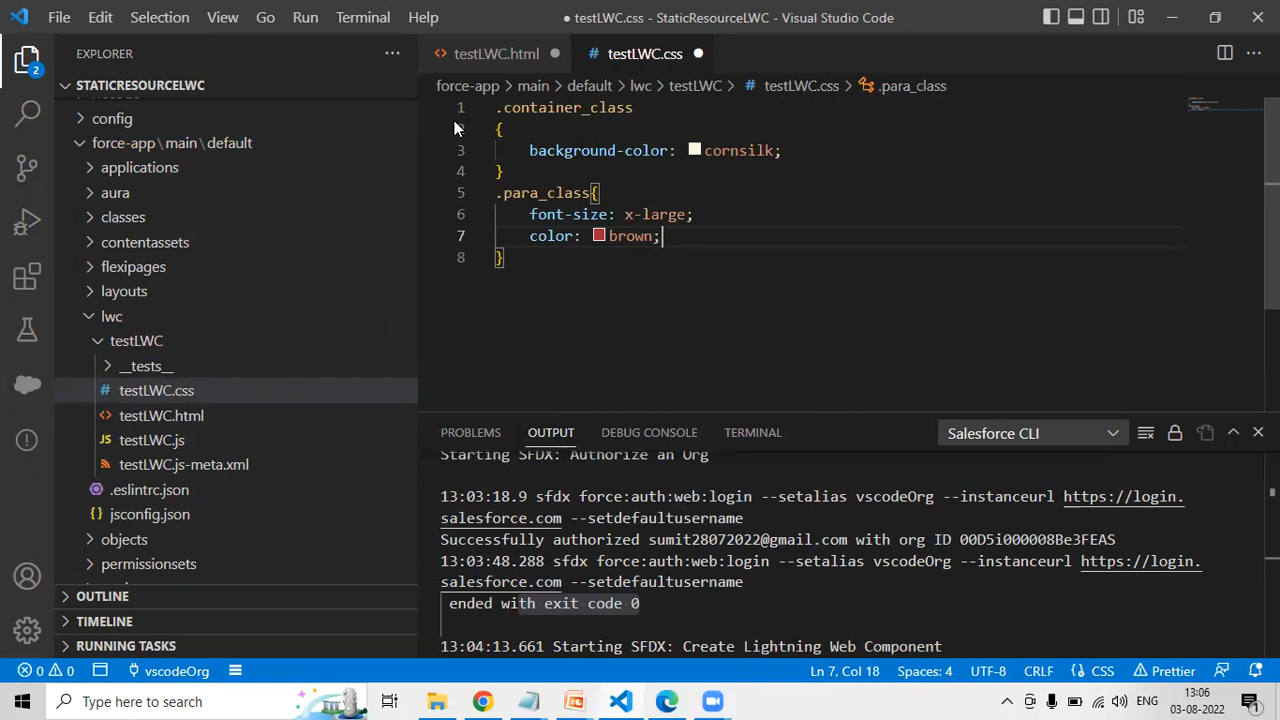 File Edit Selection View Go Run Terminal Help
● testLWC.css - StaticResourceLWC - Visual Studio Code
EXPLORER
2
STATICRESOURCELWC
config
force-app\main\default
applications
aura
classes
contentassets
flexipages
layouts
lwc
testLWC
__tests__
# testLWC.css
<> testLWC.html
JS testLWC.js
testLWC.js-meta.xml
.eslintrc.json
{} jsconfig.json
objects
permissionsets
OUTLINE
TIMELINE
RUNNING TASKS
<> testLWC.html ● # testLWC.css ●
force-app > main > default > lwc > testLWC > # testLWC.css > .para_class
1 .container_class
{
3 background-color: cornsilk;
4 }
5 .para_class{
6 font-size: x-large;
7 color: brown;
8 }
PROBLEMS OUTPUT DEBUG CONSOLE TERMINAL
Salesforce CLI
Starting SFDX: Authorize an Org
13:03:18.9 sfdx force:auth:web:login --setalias vscodeOrg --instanceurl https://login.
salesforce.com --setdefaultusername
Successfully authorized sumit28072022@gmail.com with org ID 00D5i000008Be3FEAS
13:03:48.288 sfdx force:auth:web:login --setalias vscodeOrg --instanceurl https://login.
salesforce.com --setdefaultusername
ended with exit code 0
13:04:13.661 Starting SFDX: Create Lightning Web Component
0 0 vscodeOrg Ln 7, Col 18 Spaces: 4 UTF-8 CRLF {} CSS Prettier
Type here to search
ENG
13:06
03-08-2022
1